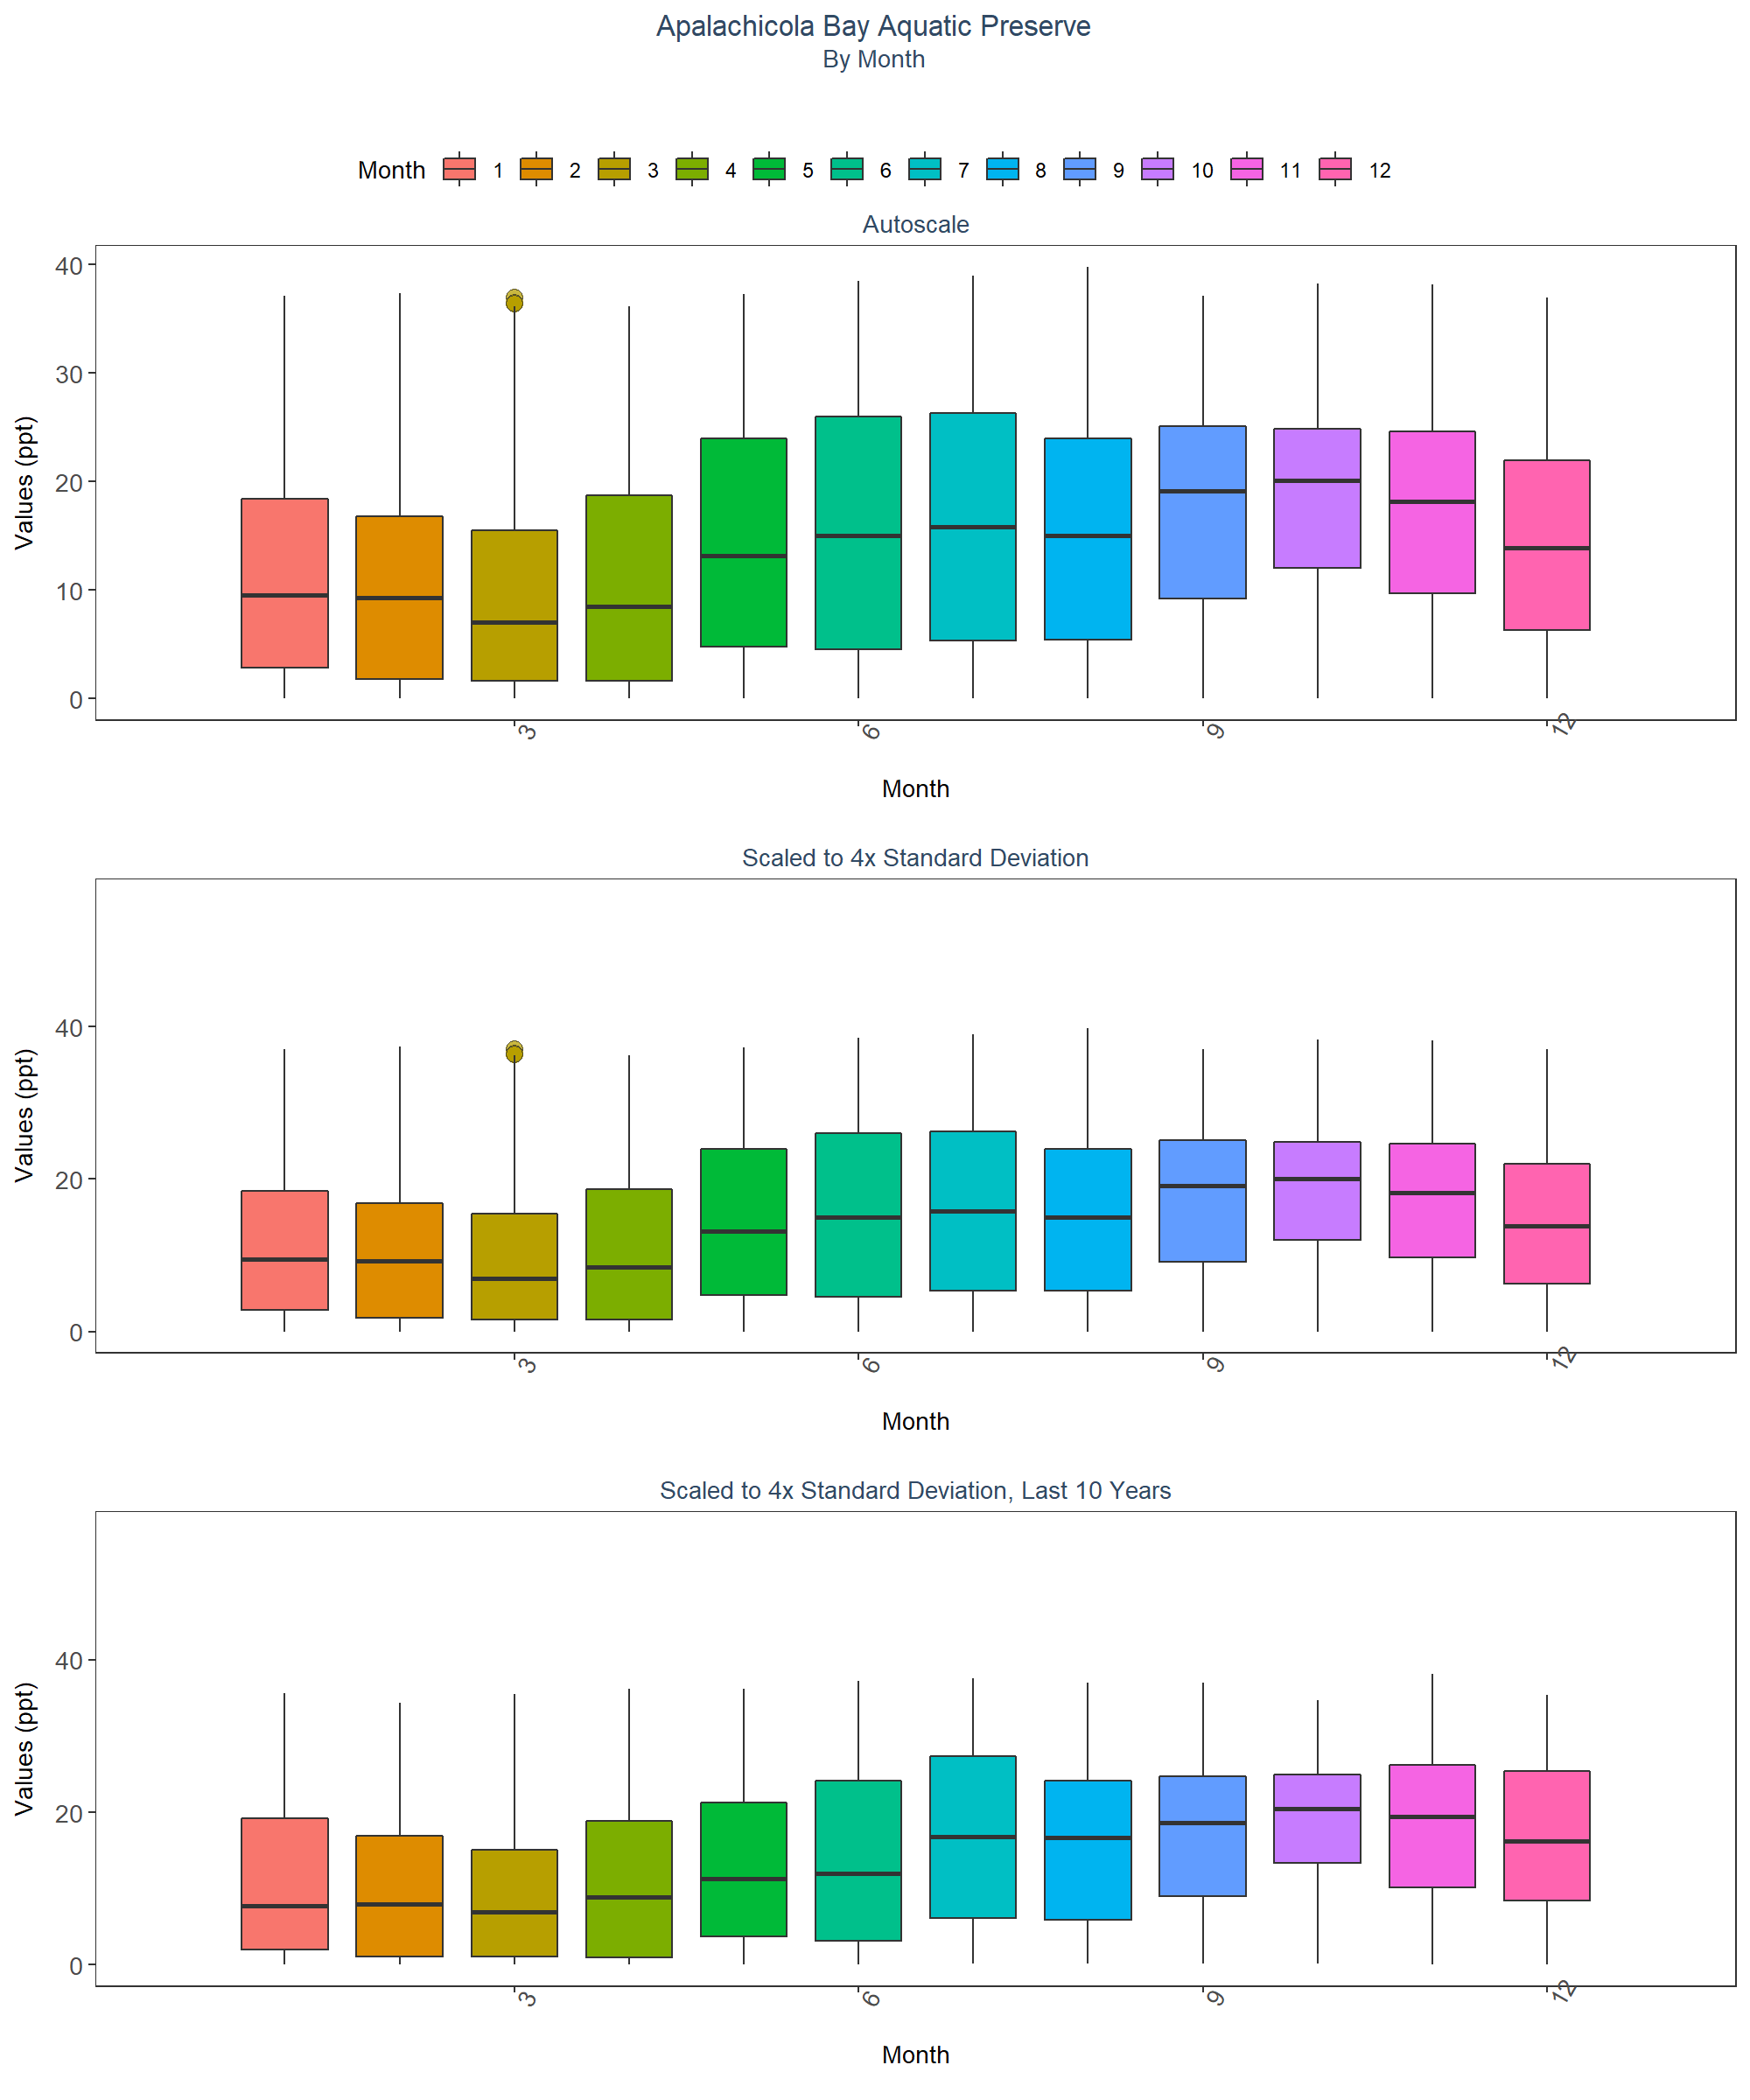 Apalachicola Bay Aquatic Preserve
By Month
Month 1 2 3 4 5 6 7 8 9 10 11 12
Autoscale
Values (ppt)
40
30
20
10
0
3 6 9 12
Month
Scaled to 4x Standard Deviation
Values (ppt)
40
20
0
3 6 9 12
Month
Scaled to 4x Standard Deviation, Last 10 Years
Values (ppt)
40
20
0
3 6 9 12
Month